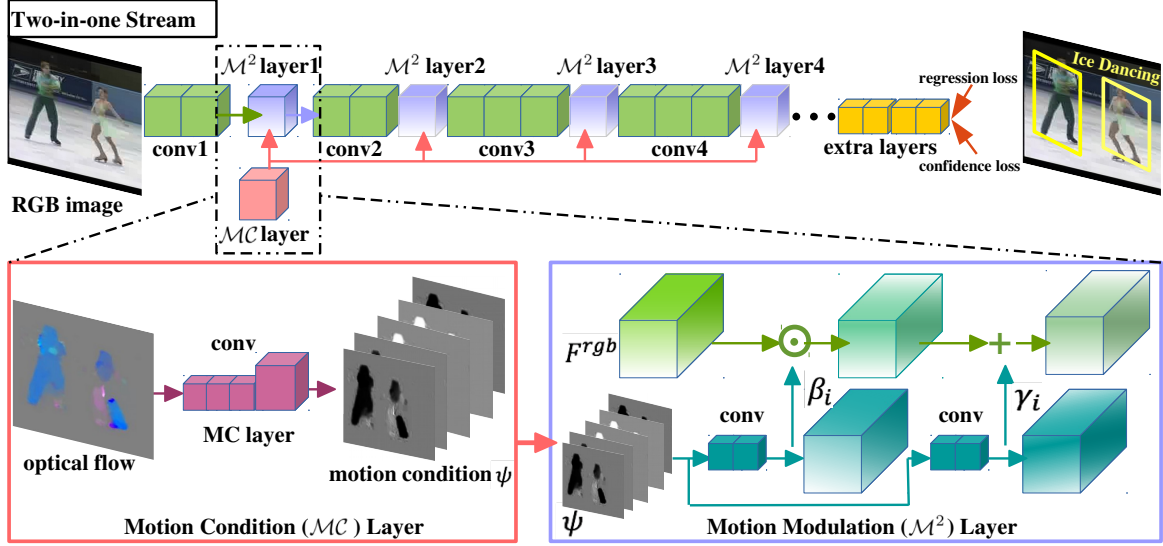 Two-in-one Stream
RGB image
conv1
ℳ² layer1
ℳ² layer2
ℳ² layer3
ℳ² layer4
conv2
conv3
conv4
ℳ𝒞 layer
extra layers
regression loss
confidence loss
Ice Dancing
optical flow
conv
MC layer
motion condition ψ
Motion Condition (ℳ𝒞 ) Layer
F^rgb
ψ
conv
β_i
conv
γ_i
Motion Modulation (ℳ²) Layer